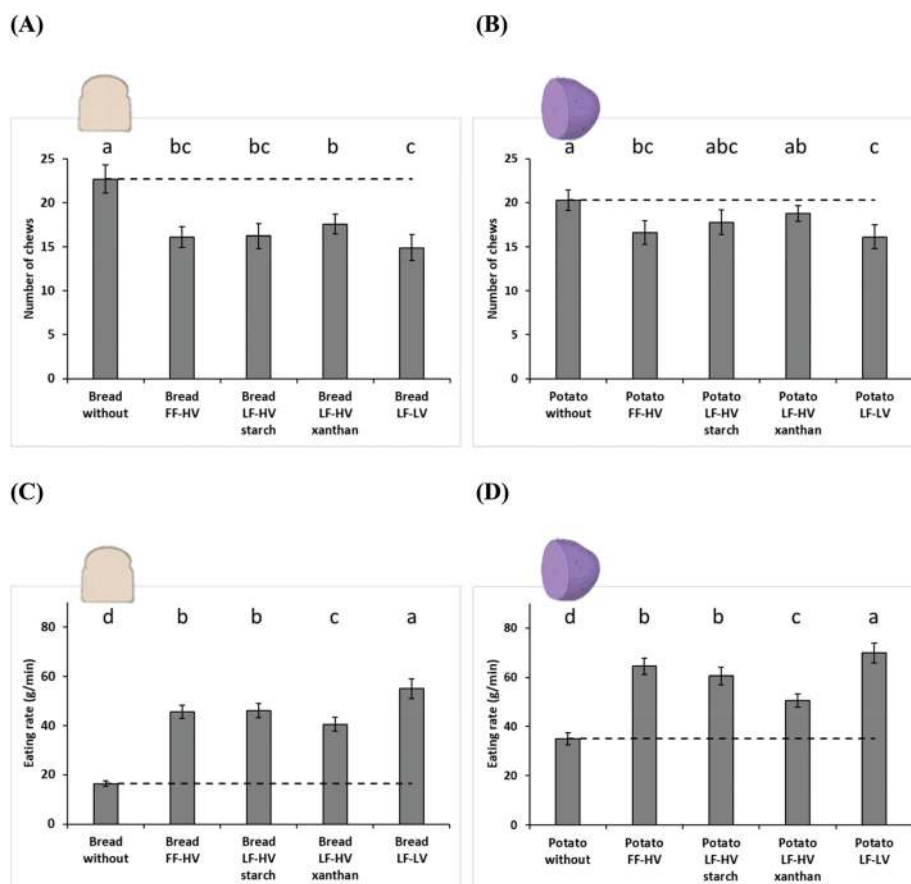 (A)
a bc bc b c
25
20
15
10
5
0
Number of chews
Bread without
Bread FF-HV
Bread LF-HV starch
Bread LF-HV xanthan
Bread LF-LV
(B)
a bc abc ab c
25
20
15
10
5
0
Number of chews
Potato without
Potato FF-HV
Potato LF-HV starch
Potato LF-HV xanthan
Potato LF-LV
(C)
d b b c a
80
60
40
20
0
Eating rate (g/min)
Bread without
Bread FF-HV
Bread LF-HV starch
Bread LF-HV xanthan
Bread LF-LV
(D)
d b b c a
80
60
40
20
0
Eating rate (g/min)
Potato without
Potato FF-HV
Potato LF-HV starch
Potato LF-HV xanthan
Potato LF-LV